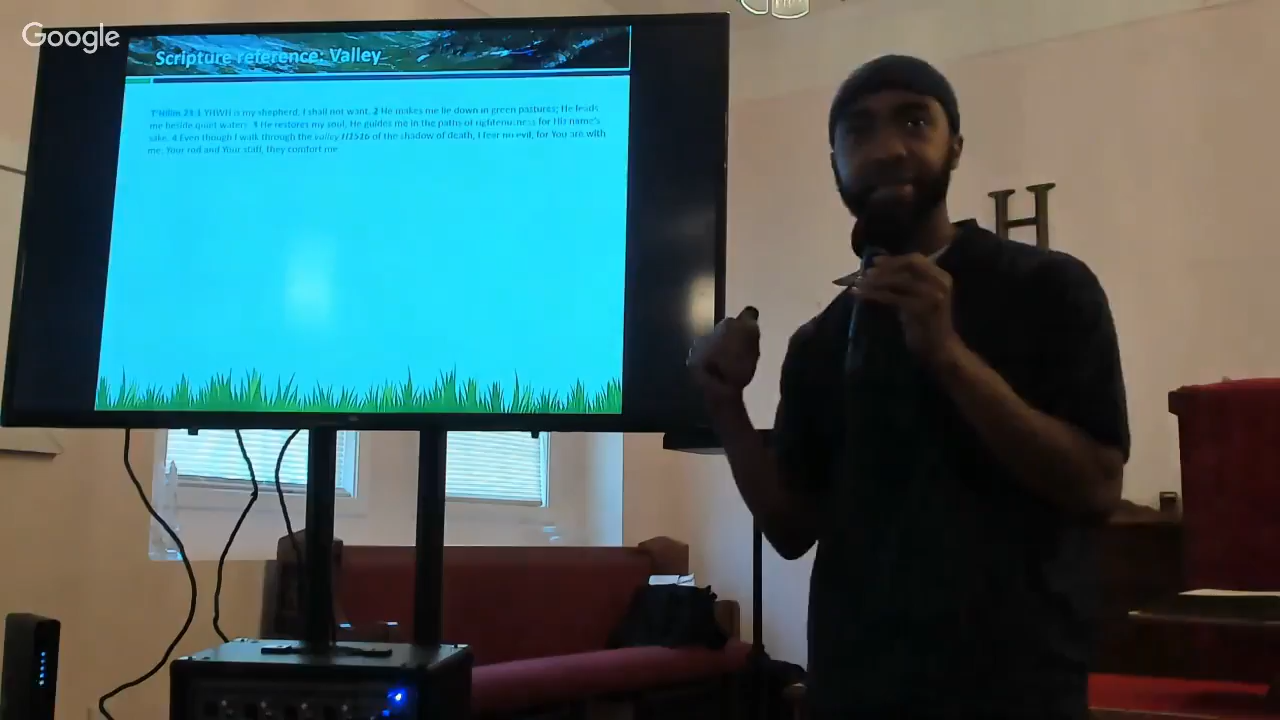 Google
Scripture reference: Valley
T'hilim 23:1 YHWH is my shepherd, I shall not want. 2 He makes me lie down in green pastures; He leads
me beside quiet waters. 3 He restores my soul; He guides me in the paths of righteousness for His name's
sake. 4 Even though I walk through the valley H1516 of the shadow of death, I fear no evil, for You are with
me; Your rod and Your staff, they comfort me
H